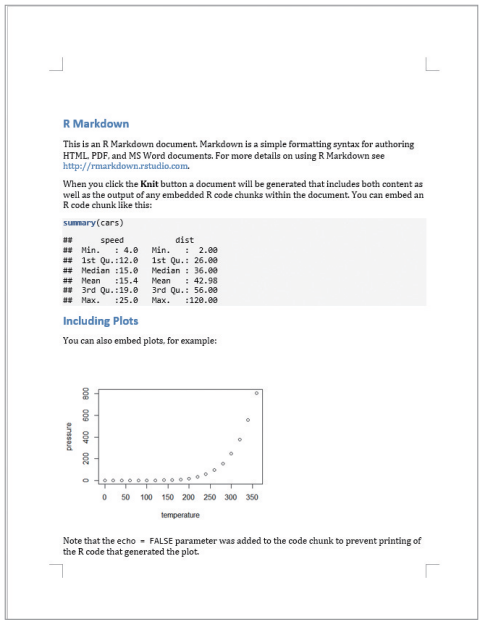 R Markdown
This is an R Markdown document. Markdown is a simple formatting syntax for authoring
HTML, PDF, and MS Word documents. For more details on using R Markdown see
http://rmarkdown.rstudio.com.
When you click the Knit button a document will be generated that includes both content as
well as the output of any embedded R code chunks within the document. You can embed an
R code chunk like this:
summary(cars)
##      speed           dist
## Min.   : 4.0   Min.   :  2.00
## 1st Qu.:12.0   1st Qu.: 26.00
## Median :15.0   Median : 36.00
## Mean   :15.4   Mean   : 42.98
## 3rd Qu.:19.0   3rd Qu.: 56.00
## Max.   :25.0   Max.   :120.00
Including Plots
You can also embed plots, for example:
800
600
400
200
0
pressure
0 50 100 150 200 250 300 350
temperature
Note that the echo = FALSE parameter was added to the code chunk to prevent printing of
the R code that generated the plot.